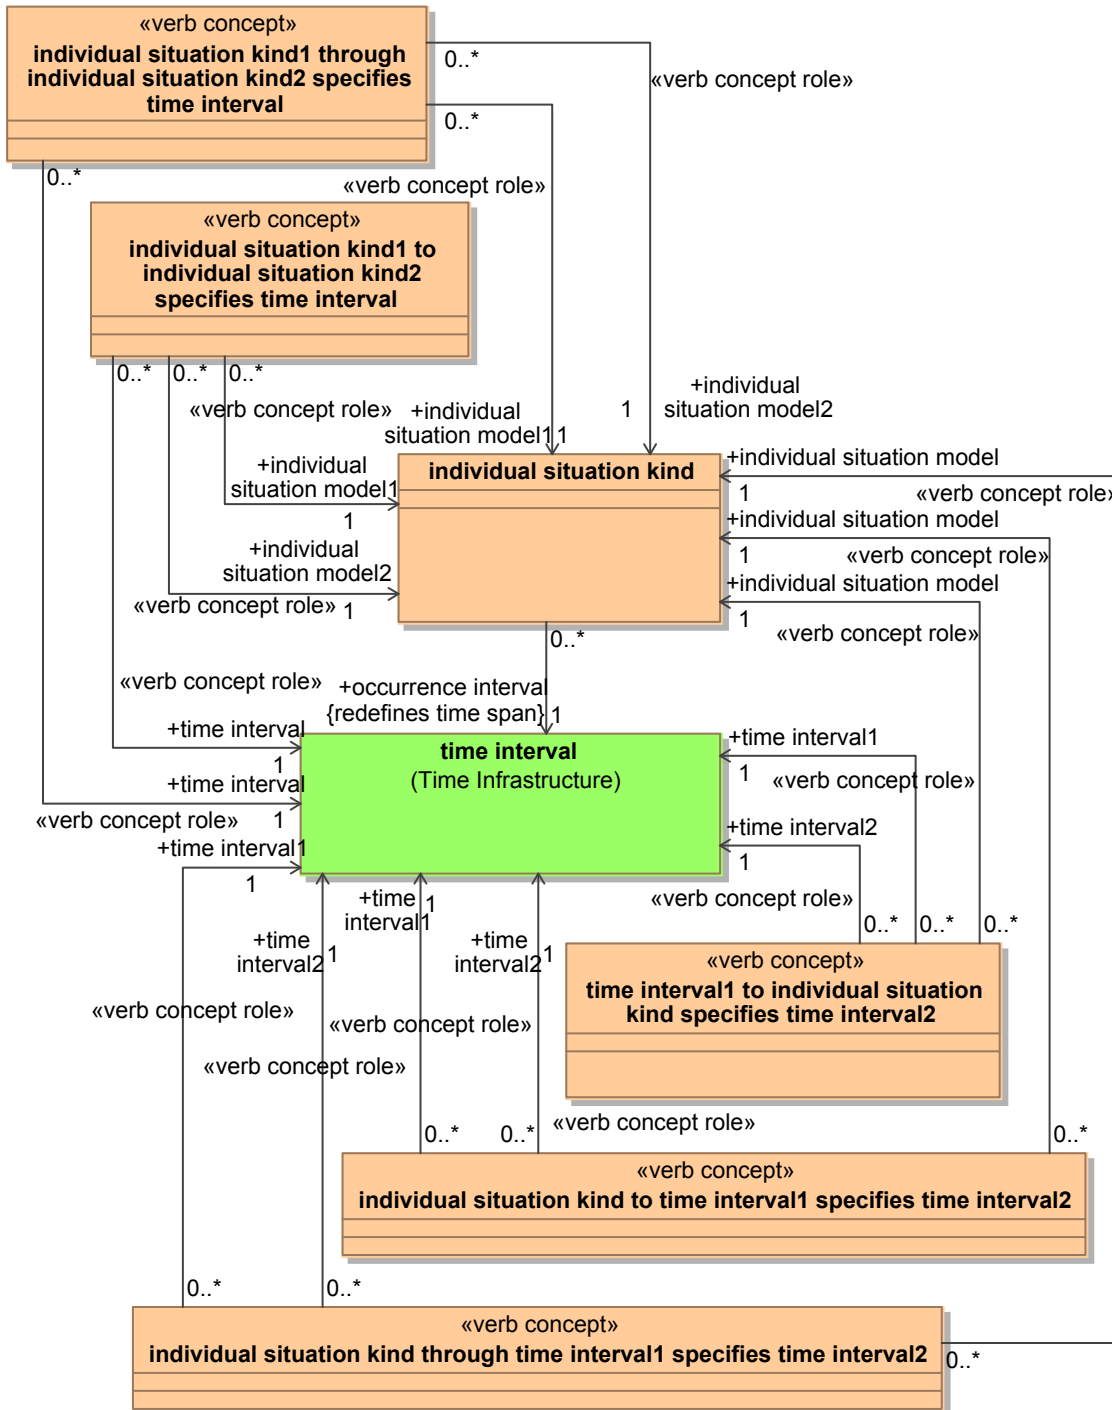 «verb concept»
individual situation kind1 through
individual situation kind2 specifies
time interval
0..*
«verb concept role»
0..*
0..*
«verb concept role»
«verb concept»
individual situation kind1 to
individual situation kind2
specifies time interval
0..*
0..*
0..*
«verb concept role»
+individual
situation model2
1
+individual
situation model1
1
+individual
situation model1
1
individual situation kind
+individual situation model
1
«verb concept role»
+individual situation model
1
«verb concept role»
+individual
situation model2
«verb concept role»
1
+individual situation model
1
«verb concept role»
0..*
«verb concept role»
+occurrence interval
{redefines time span}
1
+time interval
1
time interval
(Time Infrastructure)
+time interval1
1
«verb concept role»
+time interval
1
«verb concept role»
+time interval1
1
+time interval2
1
«verb concept role»
+time
interval1
1
+time
interval2
1
+time
interval2
1
0..*
0..*
0..*
«verb concept»
time interval1 to individual situation
kind specifies time interval2
«verb concept role»
«verb concept role»
«verb concept role»
«verb concept role»
0..*
0..*
0..*
«verb concept»
individual situation kind to time interval1 specifies time interval2
0..*
0..*
«verb concept»
individual situation kind through time interval1 specifies time interval2
0..*